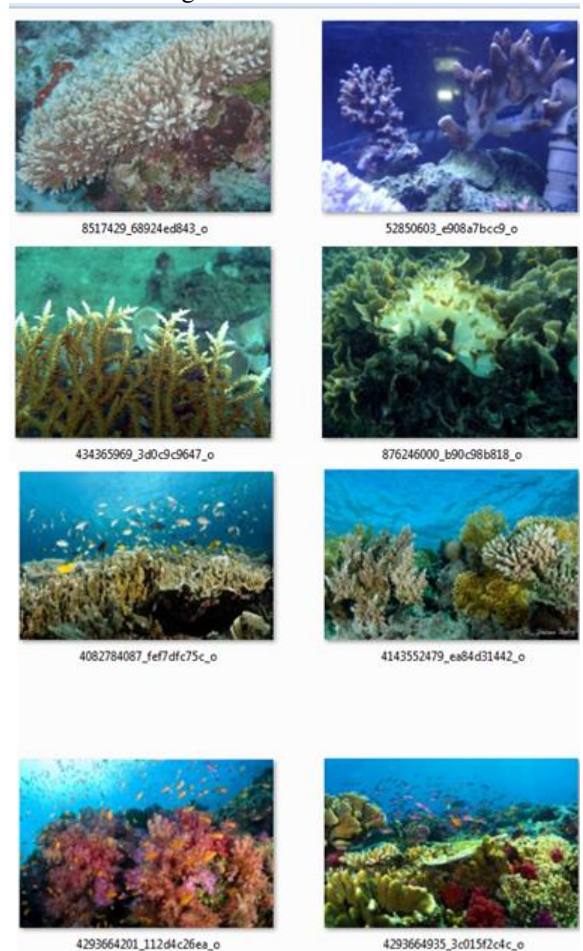 8517429_68924ed843_o
52850603_e908a7bcc9_o
434365969_3d0c9c9647_o
876246000_b90c98b818_o
4082784087_fef7dfc75c_o
4143552479_ea84d31442_o
4293664201_112d4c26ea_o
4293664935_3c015f2c4c_o